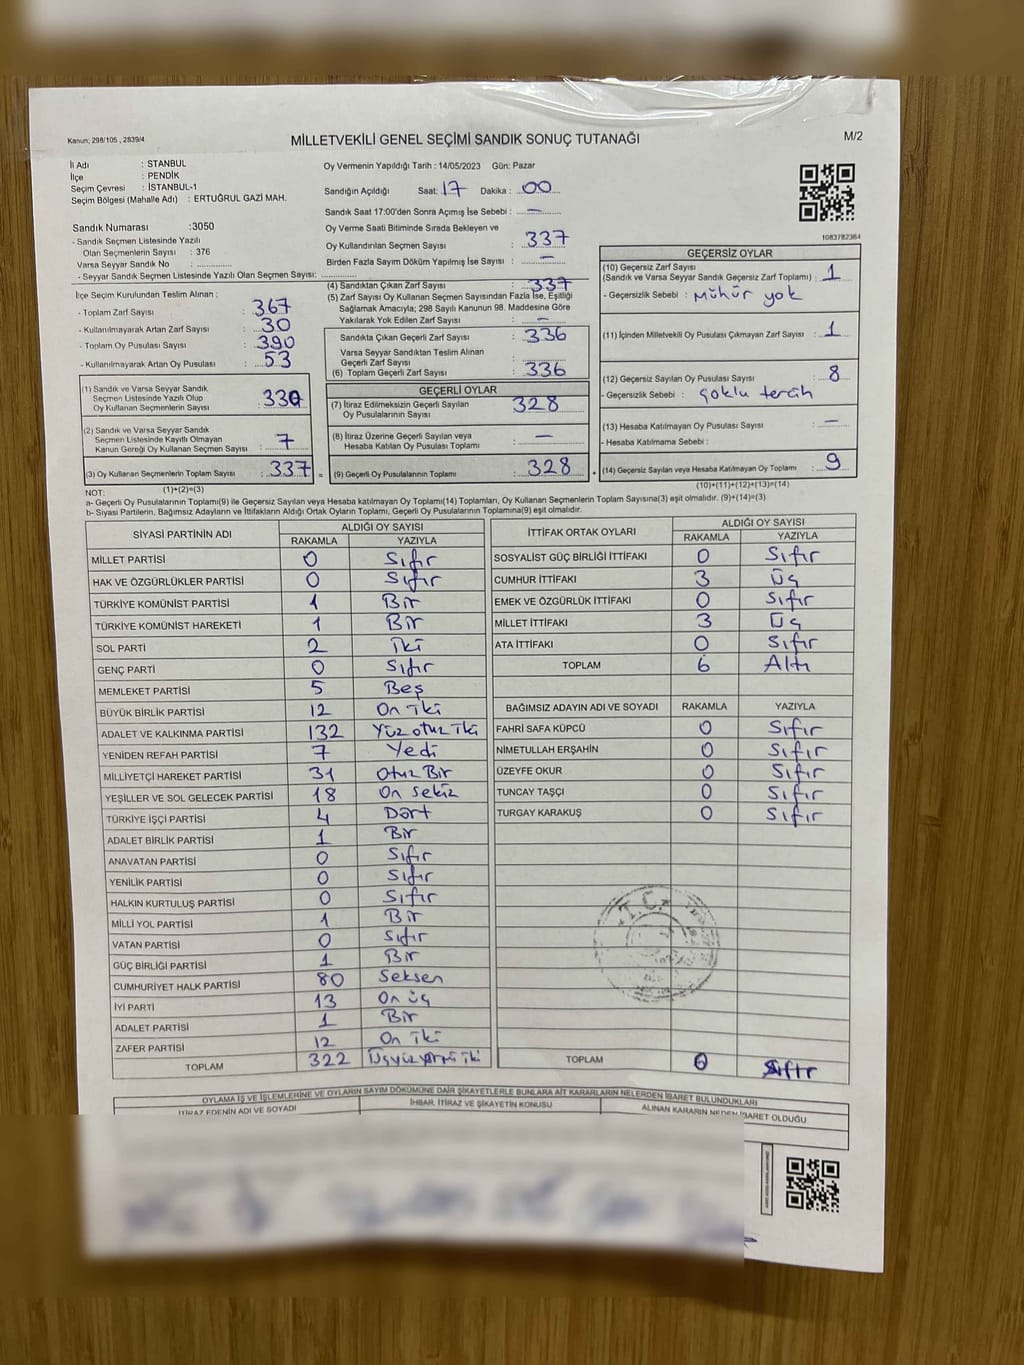 Kanun: 298/105 , 2839/4
MİLLETVEKİLİ GENEL SEÇİMİ SANDIK SONUÇ TUTANAĞI
M/2
İl Adı : İSTANBUL
İlçe : PENDİK
Seçim Çevresi : İSTANBUL-1
Seçim Bölgesi (Mahalle Adı) : ERTUĞRUL GAZİ MAH.
Oy Vermenin Yapıldığı Tarih : 14/05/2023 Gün: Pazar
Sandığın Açıldığı Saat: 17 Dakika : 00
Sandık Saat 17:00'den Sonra Açmış İse Sebebi : —
Oy Verme Saati Bitiminde Sırada Bekleyen ve
Oy Kullandırılan Seçmen Sayısı : 337
Birden Fazla Sayım Döküm Yapılmış İse Sayısı : —
Sandık Numarası :3050
- Sandık Seçmen Listesinde Yazılı
Olan Seçmenlerin Sayısı : 376
Varsa Seyyar Sandık No :
- Seyyar Sandık Seçmen Listesinde Yazılı Olan Seçmen Sayısı:
İlçe Seçim Kurulundan Teslim Alınan ;
- Toplam Zarf Sayısı : 367
- Kullanılmayarak Artan Zarf Sayısı : 30
- Toplam Oy Pusulası Sayısı : 390
- Kullanılmayarak Artan Oy Pusulası : 53
(1) Sandık ve Varsa Seyyar Sandık
Seçmen Listesinde Yazılı Olup
Oy Kullanan Seçmenlerin Sayısı : 330
(2) Sandık ve Varsa Seyyar Sandık
Seçmen Listesinde Kayıtlı Olmayan
Kanun Gereği Oy Kullanan Seçmen Sayısı : 7
(3) Oy Kullanan Seçmenlerin Toplam Sayısı : 337
(1)+(2)=(3)
(4) Sandıktan Çıkan Zarf Sayısı : 337
(5) Zarf Sayısı Oy Kullanan Seçmen Sayısından Fazla İse, Eşitliği
Sağlamak Amacıyla; 298 Sayılı Kanunun 98. Maddesine Göre
Yakılarak Yok Edilen Zarf Sayısı : —
Sandıkta Çıkan Geçerli Zarf Sayısı : 336
Varsa Seyyar Sandıktan Teslim Alınan
Geçerli Zarf Sayısı :
(6) Toplam Geçerli Zarf Sayısı : 336
GEÇERLİ OYLAR
(7) İtiraz Edilmeksizin Geçerli Sayılan
Oy Pusulalarının Sayısı : 328
(8) İtiraz Üzerine Geçerli Sayılan veya
Hesaba Katılan Oy Pusulası Toplamı : —
= (9) Geçerli Oy Pusulalarının Toplamı : 328
1083782364
GEÇERSİZ OYLAR
(10) Geçersiz Zarf Sayısı
(Sandık ve Varsa Seyyar Sandık Geçersiz Zarf Toplamı) : 1
- Geçersizlik Sebebi : Mühür yok
(11) İçinden Milletvekili Oy Pusulası Çıkmayan Zarf Sayısı : 1
(12) Geçersiz Sayılan Oy Pusulası Sayısı : 8
- Geçersizlik Sebebi : Çoklu tercih
(13) Hesaba Katılmayan Oy Pusulası Sayısı : —
- Hesaba Katılmama Sebebi :
+ (14) Geçersiz Sayılan veya Hesaba Katılmayan Oy Toplamı : 9
(10)+(11)+(12)+(13)=(14)
NOT:
a- Geçerli Oy Pusulalarının Toplamı(9) ile Geçersiz Sayılan veya Hesaba katılmayan Oy Toplamı(14) Toplamları, Oy Kullanan Seçmenlerin Toplam Sayısına(3) eşit olmalıdır. (9)+(14)=(3)
b- Siyasi Partilerin, Bağımsız Adayların ve İttifakların Aldığı Ortak Oyların Toplamı, Geçerli Oy Pusulalarının Toplamına(9) eşit olmalıdır.
SİYASİ PARTİNİN ADI ALDIĞI OY SAYISI
RAKAMLA YAZIYLA
MİLLET PARTİSİ 0 Sıfır
HAK VE ÖZGÜRLÜKLER PARTİSİ 0 Sıfır
TÜRKİYE KOMÜNİST PARTİSİ 1 Bir
TÜRKİYE KOMÜNİST HAREKETİ 1 Bir
SOL PARTİ 2 İki
GENÇ PARTİ 0 Sıfır
MEMLEKET PARTİSİ 5 Beş
BÜYÜK BİRLİK PARTİSİ 12 On iki
ADALET VE KALKINMA PARTİSİ 132 Yüz otuz iki
YENİDEN REFAH PARTİSİ 7 Yedi
MİLLİYETÇİ HAREKET PARTİSİ 31 Otuz Bir
YEŞİLLER VE SOL GELECEK PARTİSİ 18 On sekiz
TÜRKİYE İŞÇİ PARTİSİ 4 Dört
ADALET BİRLİK PARTİSİ 1 Bir
ANAVATAN PARTİSİ 0 Sıfır
YENİLİK PARTİSİ 0 Sıfır
HALKIN KURTULUŞ PARTİSİ 0 Sıfır
MİLLİ YOL PARTİSİ 1 Bir
VATAN PARTİSİ 0 Sıfır
GÜÇ BİRLİĞİ PARTİSİ 1 Bir
CUMHURİYET HALK PARTİSİ 80 Seksen
İYİ PARTİ 13 On üç
ADALET PARTİSİ 1 Bir
ZAFER PARTİSİ 12 On iki
TOPLAM 322 Üçyüz yirmi iki
İTTİFAK ORTAK OYLARI ALDIĞI OY SAYISI
RAKAMLA YAZIYLA
SOSYALİST GÜÇ BİRLİĞİ İTTİFAKI 0 Sıfır
CUMHUR İTTİFAKI 3 Üç
EMEK VE ÖZGÜRLÜK İTTİFAKI 0 Sıfır
MİLLET İTTİFAKI 3 Üç
ATA İTTİFAKI 0 Sıfır
TOPLAM 6 Altı
BAĞIMSIZ ADAYIN ADI VE SOYADI RAKAMLA YAZIYLA
FAHRİ SAFA KÜPCÜ 0 Sıfır
NİMETULLAH ERŞAHİN 0 Sıfır
ÜZEYFE OKUR 0 Sıfır
TUNCAY TAŞÇI 0 Sıfır
TURGAY KARAKUŞ 0 Sıfır
T.C.
TOPLAM 0 Sıfır
OYLAMA İŞ VE İŞLEMLERİNE VE OYLARIN SAYIM DÖKÜMÜNE DAİR ŞİKAYETLERLE BUNLARA AİT KARARLARIN NELERDEN İBARET BULUNDUKLARI
İTİRAZ EDENİN ADI VE SOYADI İHBAR, İTİRAZ VE ŞİKAYETİN KONUSU ALINAN KARARIN NEDEN İBARET OLDUĞU